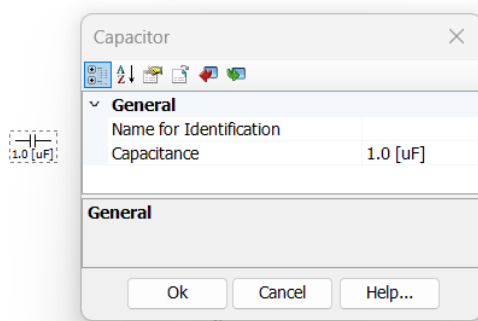 Capacitor
General
Name for Identification
Capacitance 1.0 [uF]
1.0 [uF]
General
Ok Cancel Help...